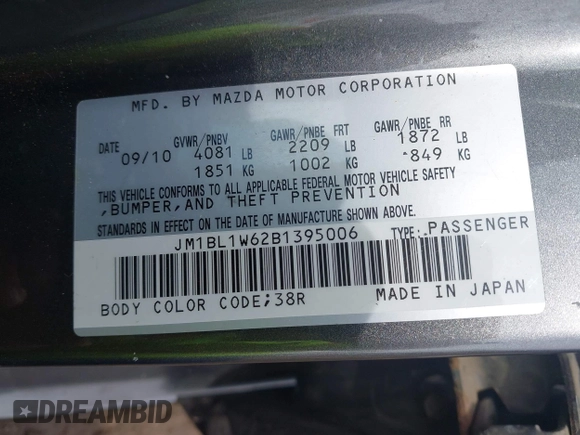 MFD. BY MAZDA MOTOR CORPORATION
DATE GVWR/PNBV GAWR/PNBE FRT GAWR/PNBE RR
09/10 4081 LB 2209 LB 1872 LB
1851 KG 1002 KG 849 KG
THIS VEHICLE CONFORMS TO ALL APPLICABLE FEDERAL MOTOR VEHICLE SAFETY
,BUMPER,AND THEFT PREVENTION
STANDARDS IN EFFECT ON THE DATE OF MANUFACTURE SHOWN ABOVE.
JM1BL1W62B1395006 TYPE: PASSENGER
BODY COLOR CODE;38R MADE IN JAPAN
DREAMBID